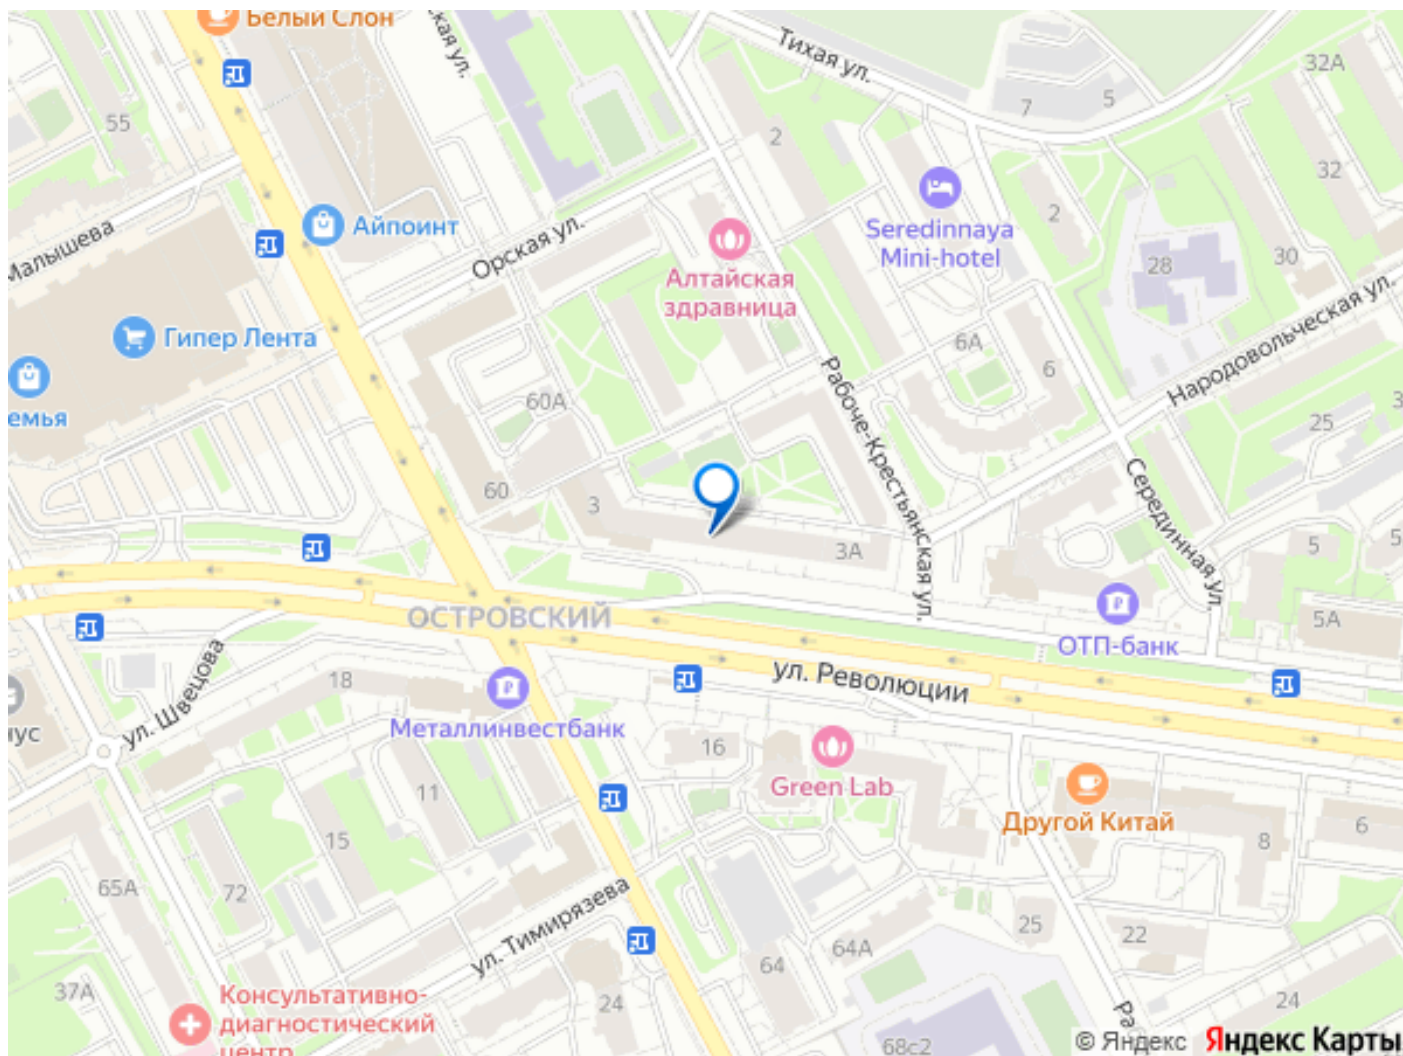 Белый Слон
ская ул.
Тихая ул.
32А
7
5
55
2
32
Seredinnaya
Mini-hotel
2
Малышева
Айпоинт
Орская ул.
28
30
Алтайская
здравница
Народовольческая ул.
Гипер Лента
6А
6
емья
60А
Рабоче-Крестьянская ул.
25
3
60
3
Серединная ул.
3А
5
5
ОСТРОВСКИЙ
ОТП-банк
5А
ул. Швецова
18
ул. Революции
Металлинвестбанк
16
Green Lab
11
Другой Китай
15
8
6
65А
72
ул. Тимирязева
25
22
64А
64
37А
24
24
Консультативно-
диагностический
центр
Ра
68с2
© Яндекс
Яндекс Карты